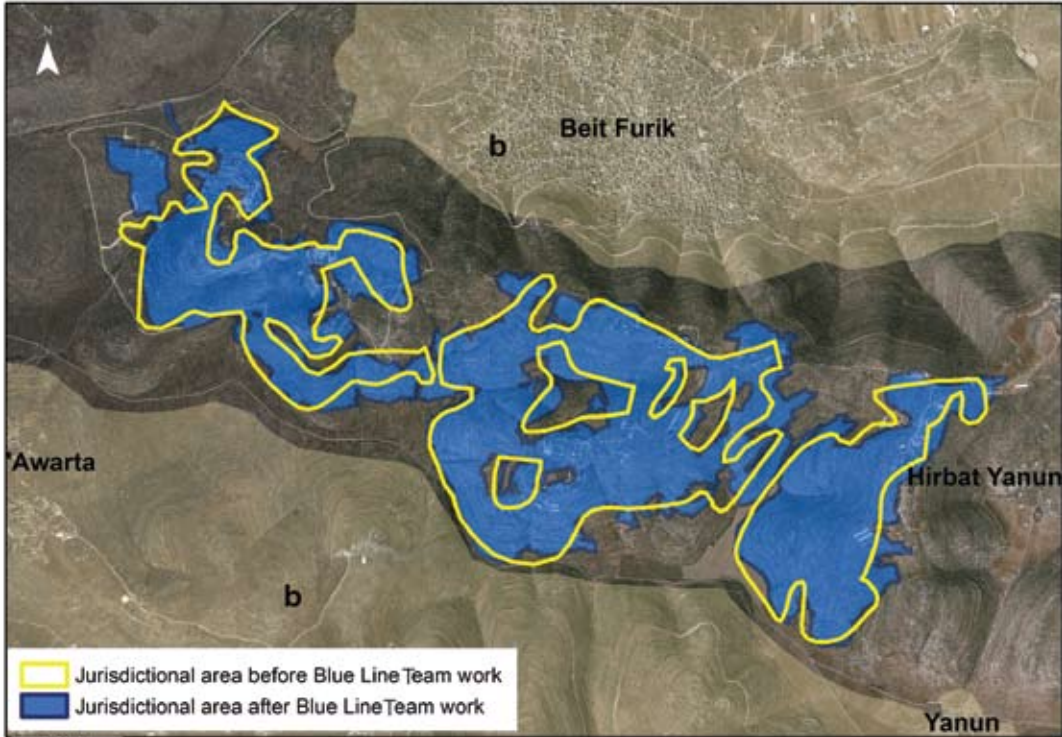 N
Beit Furik
b
'Awarta
Hirbat Yanun
b
Jurisdictional area before Blue Line Team work
Jurisdictional area after Blue Line Team work
Yanun